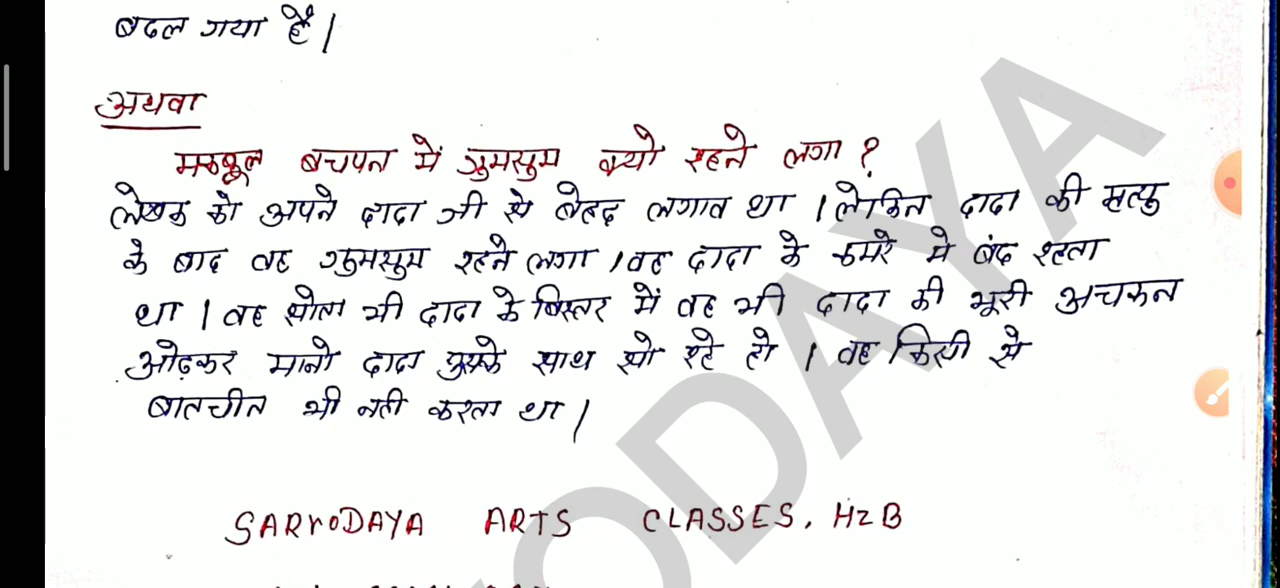 बदल गया है।
अथवा
मकबूल बचपन में गुमसुम क्यो रहने लगा ?
लेखक को अपने दादा जी से बेहद लगाव था । लेकिन दादा की मृत्यु
के बाद वह गुमसुम रहने लगा । वह दादा के कमरे मे बंद रहता
था । वह सोता भी दादा के बिस्तर में वह भी दादा की भूरी अचकन
ओढ़कर मानो दादा उसके साथ सो रहे हो । वह किसी से
बातचीत भी नही करता था ।
SARVODAYA ARTS CLASSES, HZB
ODAYA